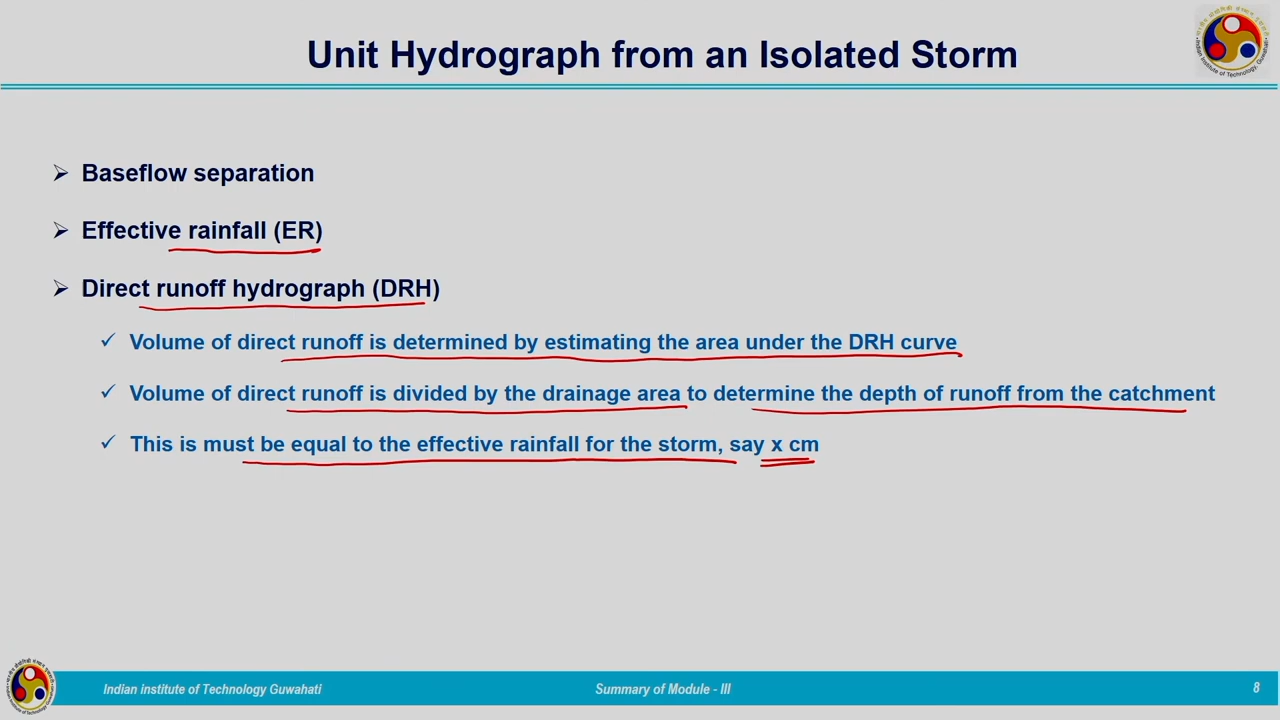 Unit Hydrograph from an Isolated Storm
Baseflow separation
Effective rainfall (ER)
Direct runoff hydrograph (DRH)
Volume of direct runoff is determined by estimating the area under the DRH curve
Volume of direct runoff is divided by the drainage area to determine the depth of runoff from the catchment
This is must be equal to the effective rainfall for the storm, say x cm
Indian institute of Technology Guwahati
Summary of Module - III
8